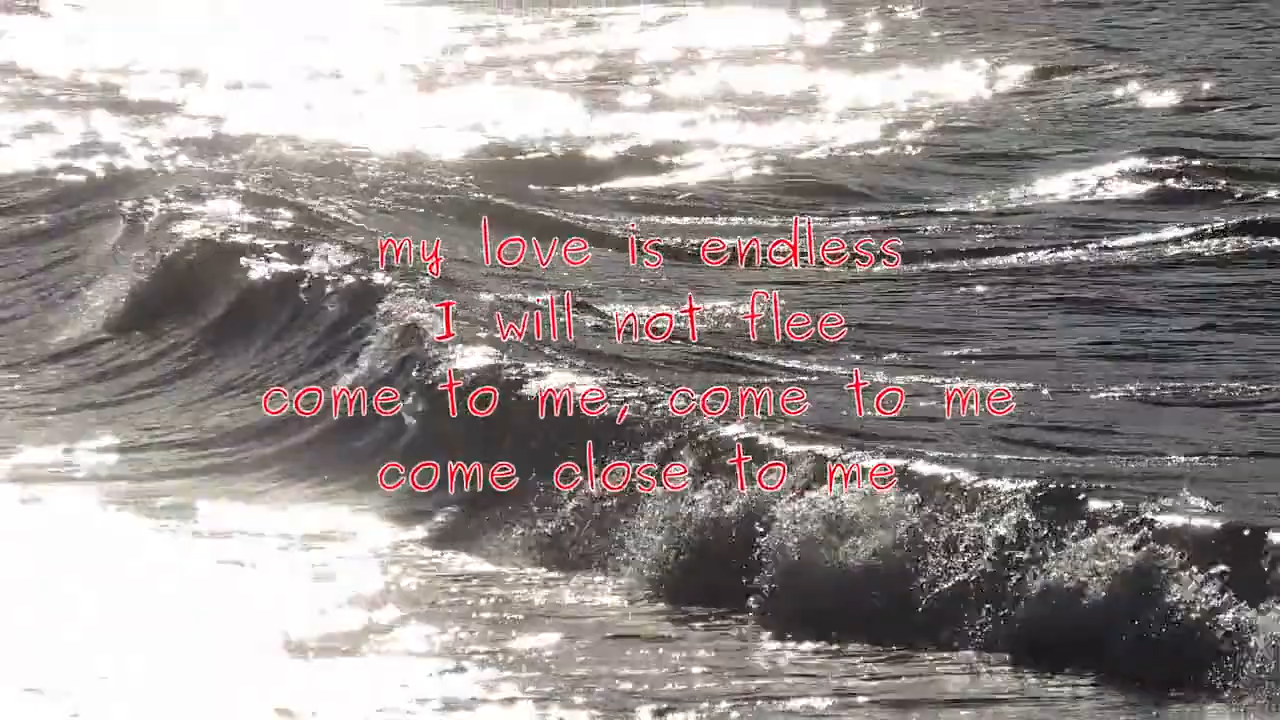 my love is endless
I will not flee
come to me, come to me
come close to me